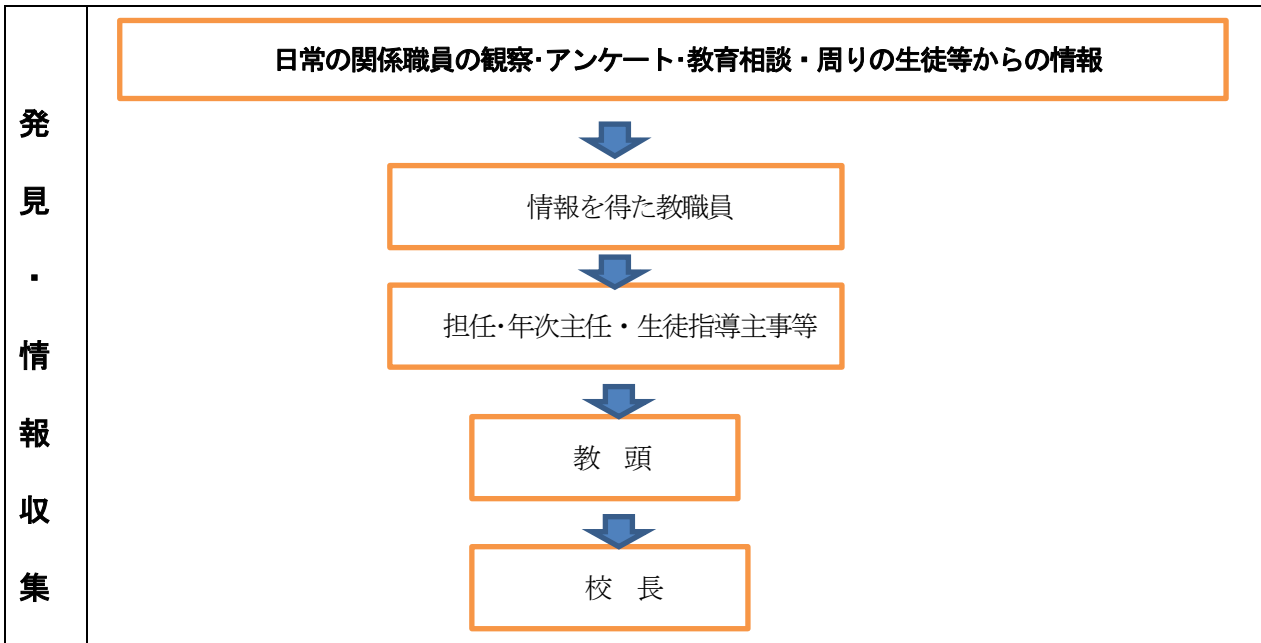 発見・情報収集
日常の関係職員の観察･アンケート･教育相談・周りの生徒等からの情報
情報を得た教職員
担任･年次主任・生徒指導主事等
教　頭
校　長